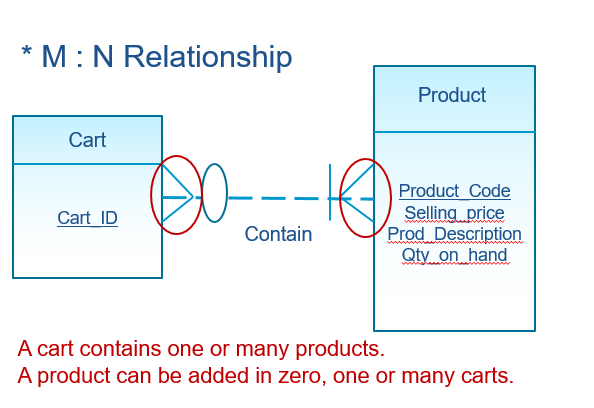 * M : N Relationship
Product
Cart
Product_Code
Cart_ID
Selling_price
Contain
Prod_Description
Qty_on_hand
A cart contains one or many products.
A product can be added in zero, one or many carts.